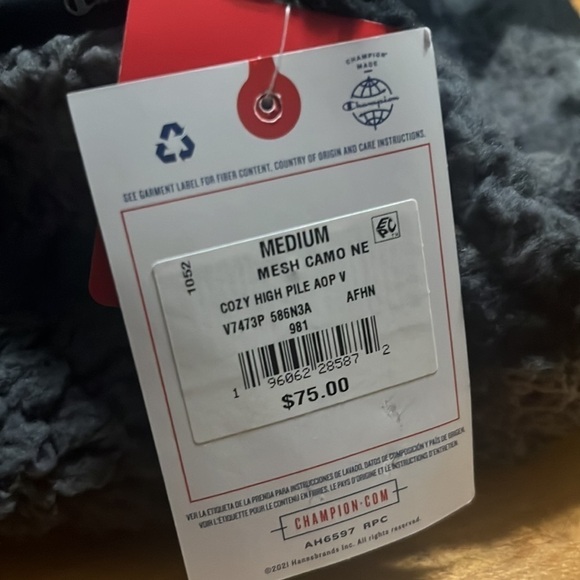 CHAMPION
MADE
Champion
SEE GARMENT LABEL FOR FIBER CONTENT, COUNTRY OF ORIGIN AND CARE INSTRUCTIONS.
1052
MEDIUM
EPC
MESH CAMO NE
COZY HIGH PILE AOP V
V7473P 586N3A AFHN
981
1 96062 28587 2
$75.00
VER LA ETIQUETA DE LA PRENDA PARA INSTRUCCIONES DE LAVADO, DATOS DE COMPOSICIÓN Y PAÍS DE ORIGEN.
VOIR L'ÉTIQUETTE POUR LE CONTENU EN FIBRES, LE PAYS D'ORIGINE ET LE INSTRUCTIONS D'ENTRETIEN.
CHAMPION·COM
AH6597 RPC
©2021 Hanesbrands Inc. All rights reserved.